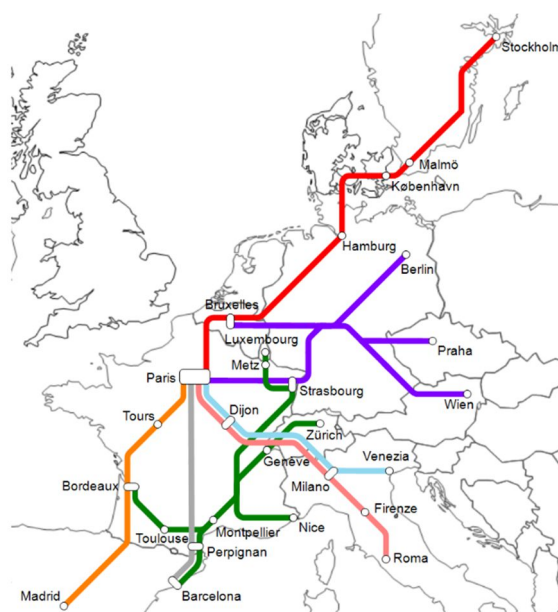 Stockholm
Malmö
København
Hamburg
Berlin
Bruxelles
Luxembourg
Praha
Metz
Paris
Strasbourg
Wien
Tours
Dijon
Zürich
Genève
Venezia
Bordeaux
Milano
Firenze
Toulouse
Montpellier
Nice
Perpignan
Roma
Barcelona
Madrid